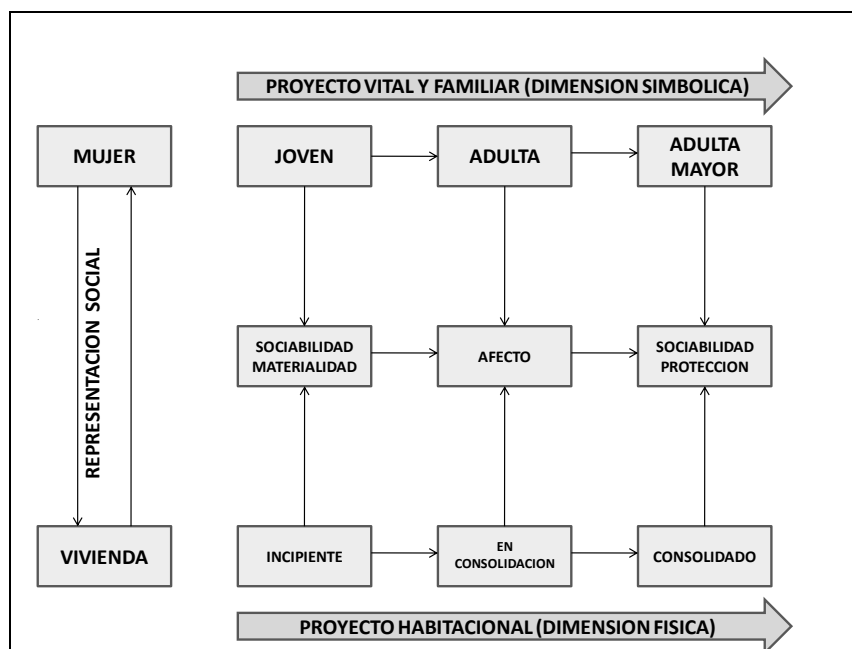 PROYECTO VITAL Y FAMILIAR (DIMENSION SIMBOLICA)
MUJER
JOVEN
ADULTA
ADULTA
MAYOR
REPRESENTACION SOCIAL
SOCIABILIDAD
MATERIALIDAD
AFECTO
SOCIABILIDAD
PROTECCION
VIVIENDA
INCIPIENTE
EN
CONSOLIDACION
CONSOLIDADO
PROYECTO HABITACIONAL (DIMENSION FISICA)